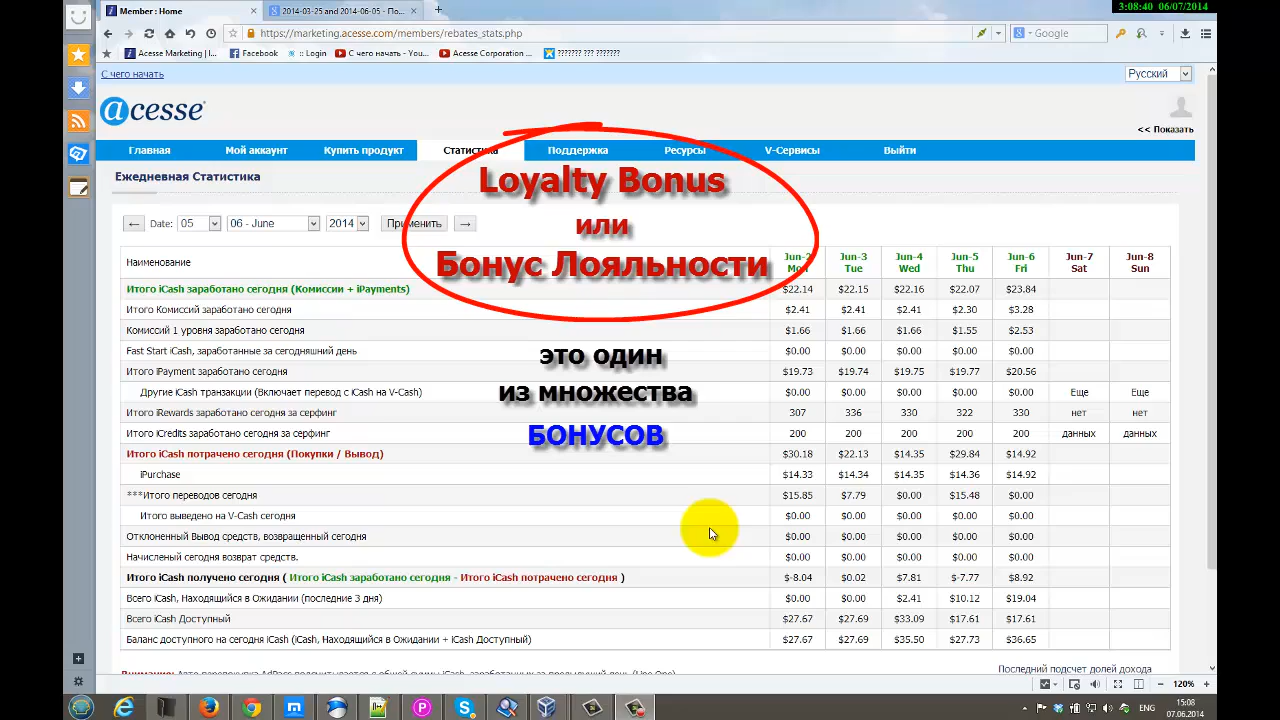 3:08:40 06/07/2014
Member : Home
2014-03-25 and 2014-06-05 - По...
https://marketing.acesse.com/members/rebates_stats.php
Google
Acesse Marketing | I...
Facebook
:: Login
С чего начать - You...
Acesse Corporation ...
??????? ??? ???????
С чего начать
Русский
acesse
<< Показать
Главная Мой аккаунт Купить продукт Статистика Поддержка Ресурсы V-Сервисы Выйти
Ежедневная Статистика
Loyalty Bonus
или
Бонус Лояльности
это один
из множества
БОНУСОВ
← Date: 05 06 - June 2014 Применить →
Наименование Jun-2 Mon Jun-3 Tue Jun-4 Wed Jun-5 Thu Jun-6 Fri Jun-7 Sat Jun-8 Sun
Итого iCash заработано сегодня (Комиссии + iPayments) $22.14 $22.15 $22.16 $22.07 $23.84
Итого Комиссий заработано сегодня $2.41 $2.41 $2.41 $2.30 $3.28
Комиссий 1 уровня заработано сегодня $1.66 $1.66 $1.66 $1.55 $2.53
Fast Start iCash, заработанные за сегодняшний день $0.00 $0.00 $0.00 $0.00 $0.00
Итого iPayment заработано сегодня $19.73 $19.74 $19.75 $19.77 $20.56
Другие iCash транзакции (Включает перевод с iCash на V-Cash) $0.00 $0.00 $0.00 $0.00 $0.00 Еще Еще
Итого iRewards заработано сегодня за серфинг 307 336 330 322 330 нет нет
Итого iCredits заработано сегодня за серфинг 200 200 200 200 200 данных данных
Итого iCash потрачено сегодня (Покупки / Вывод) $30.18 $22.13 $14.35 $29.84 $14.92
iPurchase $14.33 $14.34 $14.35 $14.36 $14.92
***Итого переводов сегодня $15.85 $7.79 $0.00 $15.48 $0.00
Итого выведено на V-Cash сегодня $0.00 $0.00 $0.00 $0.00 $0.00
Отклоненный Вывод средств, возвращенный сегодня $0.00 $0.00 $0.00 $0.00 $0.00
Начисленый сегодня возврат средств. $0.00 $0.00 $0.00 $0.00 $0.00
Итого iCash получено сегодня ( Итого iCash заработано сегодня - Итого iCash потрачено сегодня ) $-8.04 $0.02 $7.81 $-7.77 $8.92
Всего iCash, Находящийся в Ожидании (последние 3 дня) $0.00 $0.00 $2.41 $10.12 $19.04
Всего iCash Доступный $27.67 $27.69 $33.09 $17.61 $17.61
Баланс доступного на сегодня iCash (iCash, Находящийся в Ожидании + iCash Доступный) $27.67 $27.69 $35.50 $27.73 $36.65
Последний подсчет долей дохода
120%
EN
15:08
07.06.2014